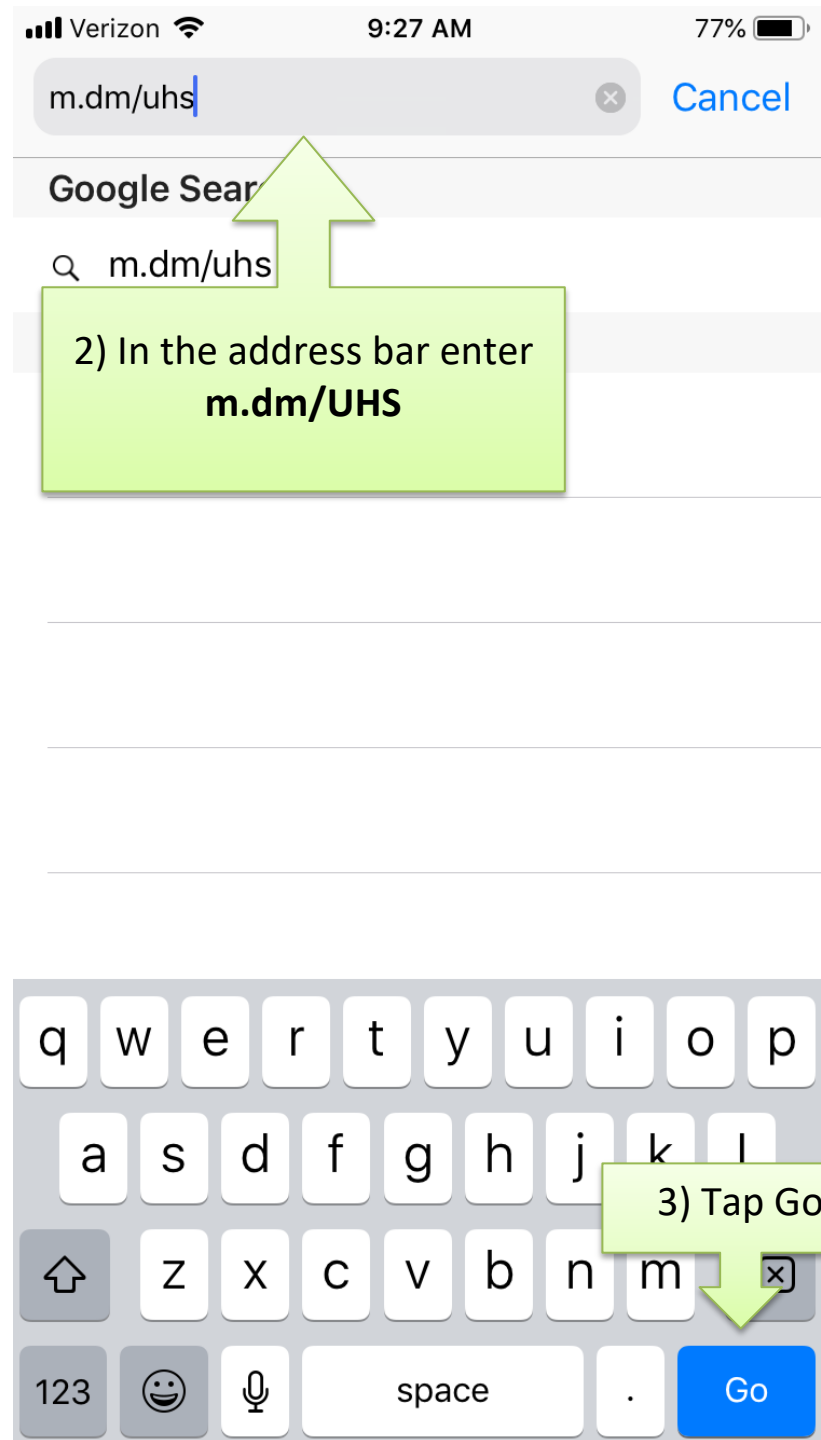 Verizon 9:27 AM 77%
m.dm/uhs Cancel
Google
m.dm/uhs
2) In the address bar enter
m.dm/UHS
q w e r t y u i o p
a s d f g h j k l
3) Tap Go
z x c v b n m
123 space . Go